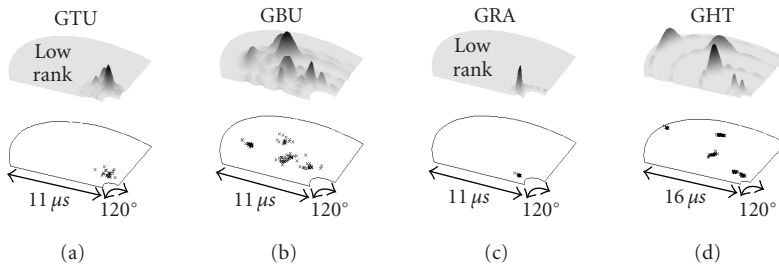 GTU
GBU
GRA
GHT
Low
rank
Low
rank
11 μs
120°
11 μs
120°
11 μs
120°
16 μs
120°
(a)
(b)
(c)
(d)